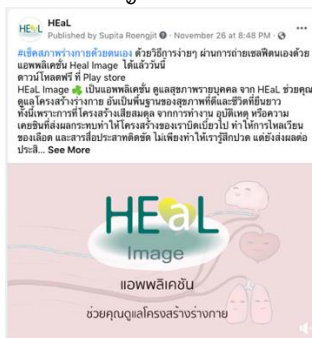 HEaL
Published by Supita Roengjit · November 26 at 8:48 PM ·
#เช็คสภาพร่างกายด้วยตนเอง ด้วยวิธีการง่ายๆ ผ่านการถ่ายเซลฟี่ตนเองด้วย
แอพพลิเคชั่น Heal Image ได้แล้ววันนี้
ดาวน์โหลดฟรี ที่ Play store
HEaL Image เป็นแอพพลิเคชั่น ดูแลสุขภาพรายบุคคล จาก HEaL ช่วยคุณ
ดูแลโครงสร้างร่างกาย อันเป็นพื้นฐานของสุขภาพที่ดีและชีวิตที่ยืนยาว
ทั้งนี้เพราะการที่โครงสร้างเสียสมดุล จากการทำงาน อุบัติเหตุ หรือความ
เคยชินที่ส่งผลกระทบทำให้โครงสร้างของเราบิดเบี้ยวไป ทำให้การไหลเวียน
ของเลือด และสารสื่อประสาทติดขัด ไม่เพียงทำให้เรารู้สึกปวด แต่ยังส่งผลต่อ
ประสิ... See More
HEaL
Image
แอพพลิเคชัน
ช่วยคุณดูแลโครงสร้างร่างกาย